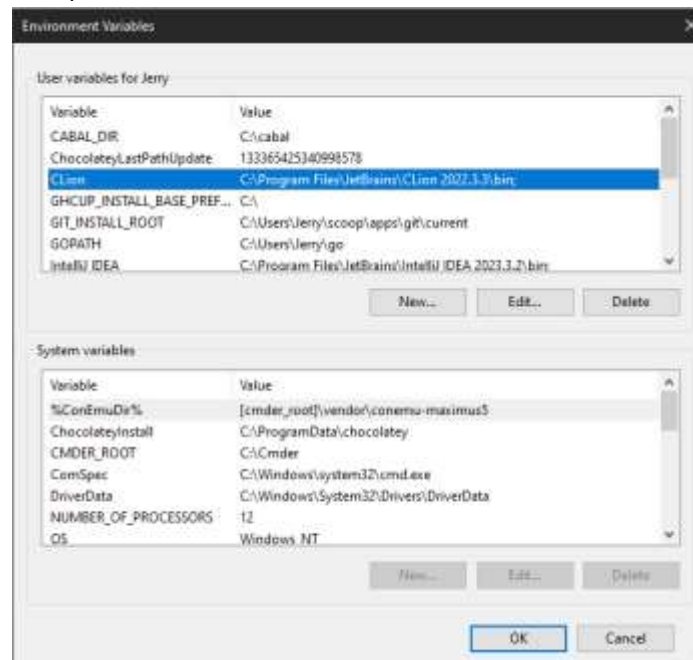 Environment Variables
User variables for Jerry
Variable Value
CABAL_DIR C:\cabal
ChocolateyLastPathUpdate 133365425340998578
CLion C:\Program Files\JetBrains\CLion 2022.3.3\bin;
GHCUP_INSTALL_BASE_PREF... C:\
GIT_INSTALL_ROOT C:\Users\Jerry\scoop\apps\git\current
GOPATH C:\Users\Jerry\go
IntelliJ IDEA C:\Program Files\JetBrains\IntelliJ IDEA 2023.3.2\bin;
New... Edit... Delete
System variables
Variable Value
%ConEmuDir% [cmder_root]\vendor\conemu-maximus5
ChocolateyInstall C:\ProgramData\chocolatey
CMDER_ROOT C:\Cmder
ComSpec C:\Windows\system32\cmd.exe
DriverData C:\Windows\System32\Drivers\DriverData
NUMBER_OF_PROCESSORS 12
OS Windows_NT
New... Edit... Delete
OK Cancel